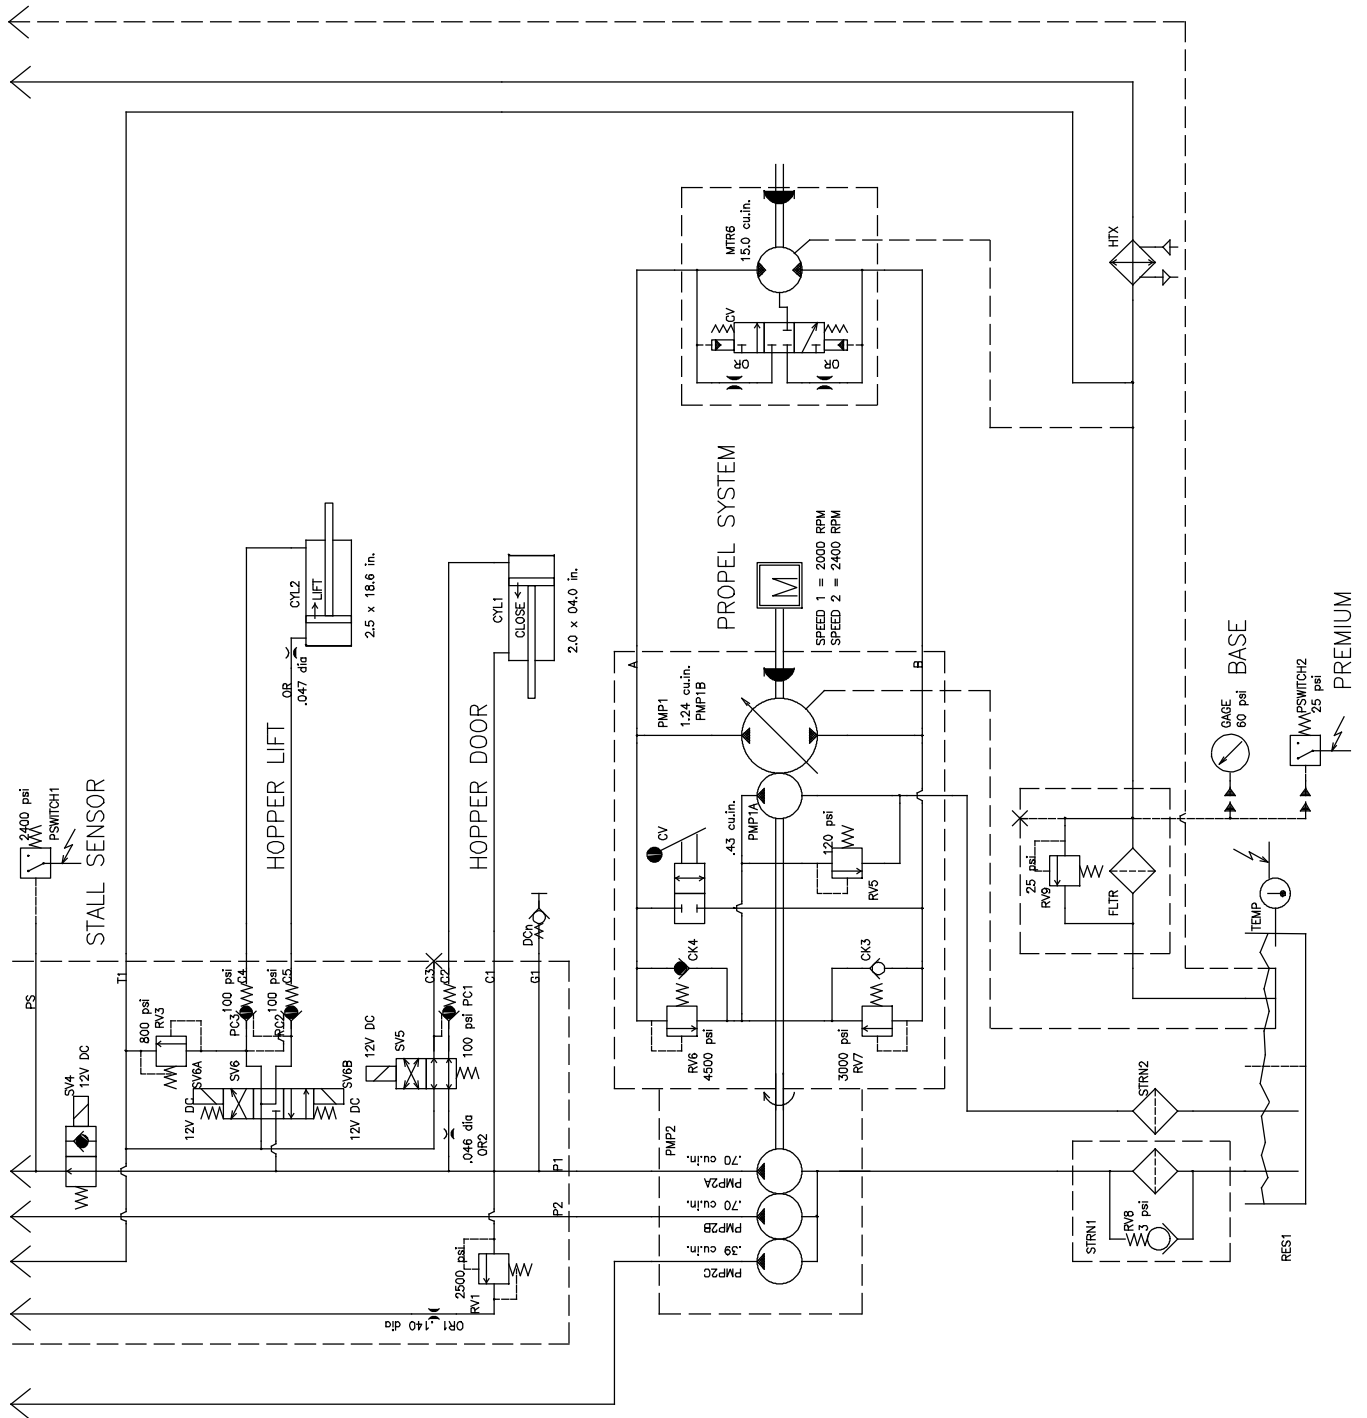 MTR6
15.0 cu.in.
CV
OR
OR
HTX
PROPEL SYSTEM
SPEED 1 = 2000 RPM
SPEED 2 = 2400 RPM
M
CYL2
LIFT
2.5 x 18.6 in.
OR
.047 dia
CYL1
CLOSE
2.0 x 04.0 in.
HOPPER LIFT
HOPPER DOOR
2400 psi
PSWITCH1
STALL SENSOR
A
B
PMP1
1.24 cu.in.
PMP1B
.43 cu.in.
PMP1A
CV
120 psi
RV5
CK4
CK3
RV6
4500 psi
3000 psi
RV7
GAGE
60 psi
BASE
PSWITCH2
25 psi
PREMIUM
25 psi
RV9
FLTR
TEMP
DCn
PS
T1
C4
C5
C3
C2
C1
G1
100 psi
PC3
100 psi
PC2
800 psi
RV3
100 psi
PC1
12V DC
SV5
SV4
12V DC
SV6A
SV6
SV6B
12V DC
12V DC
.046 dia
OR2
P1
P2
2500 psi
RV1
OR1 .140 dia
PMP2
.70 cu.in.
PMP2A
.70 cu.in.
PMP2B
.39 cu.in.
PMP2C
STRN2
STRN1
RV8
3 psi
RES1